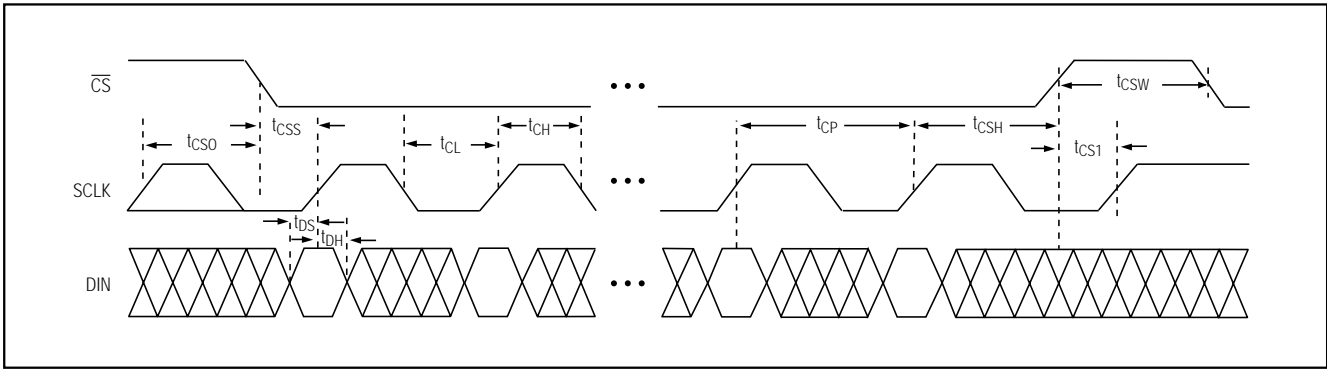 CS
tCSS
tCSO
tCL
tCH
tCP
tCSH
tCSW
tCS1
SCLK
tDS
tDH
DIN